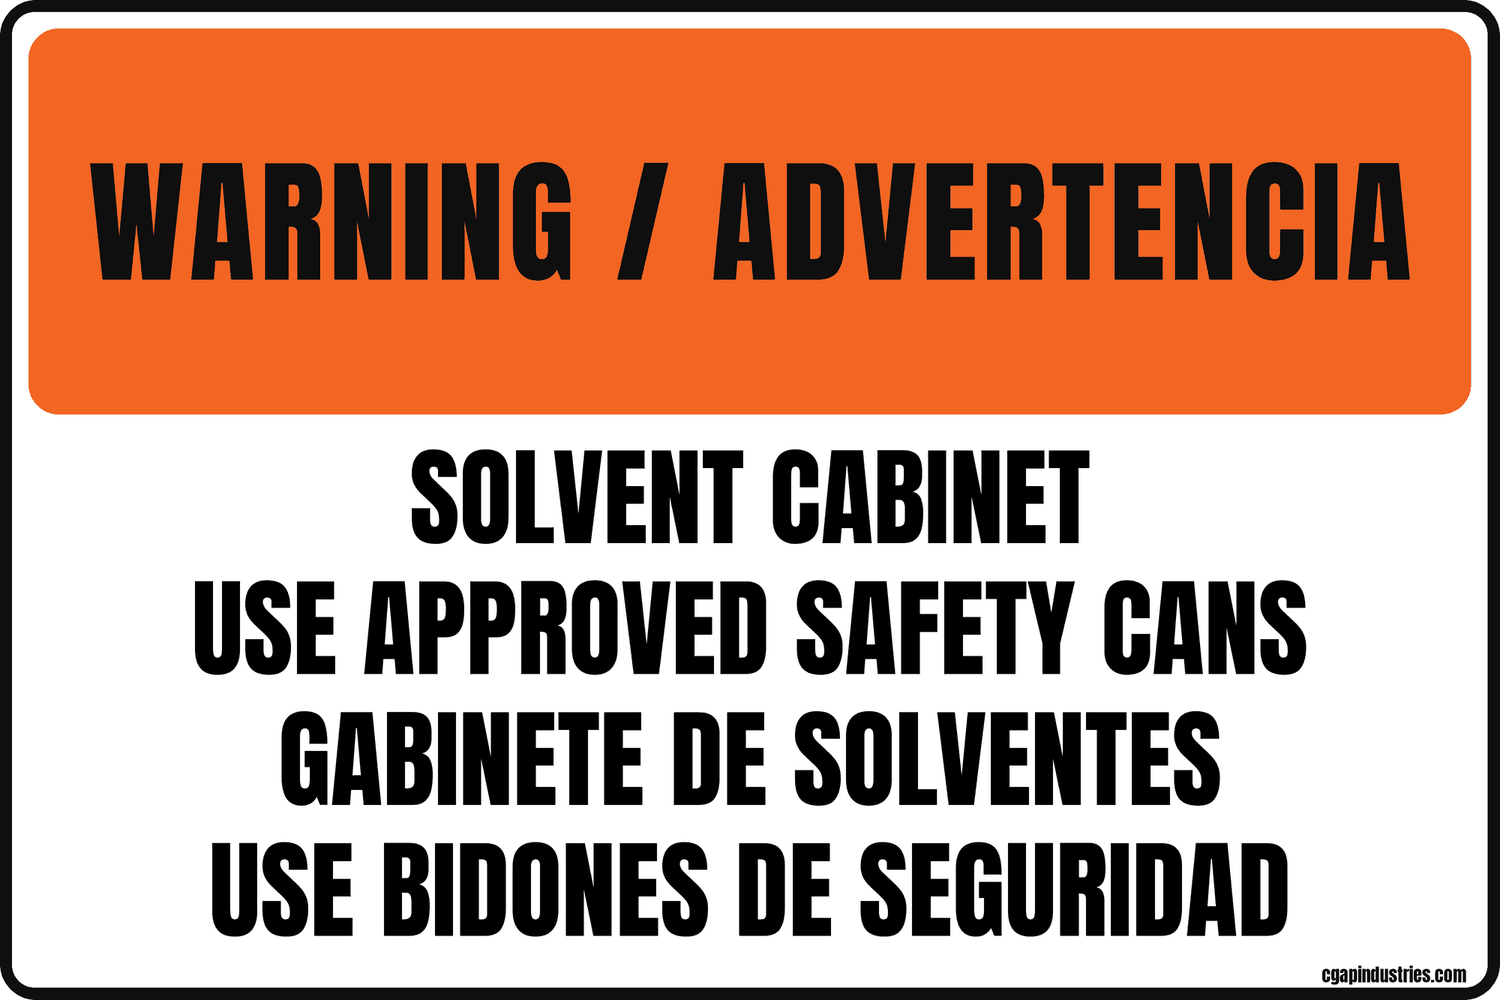 WARNING / ADVERTENCIA
SOLVENT CABINET
USE APPROVED SAFETY CANS
GABINETE DE SOLVENTES
USE BIDONES DE SEGURIDAD
cgapindustries.com